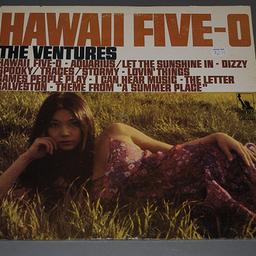 HAWAII FIVE-O
THE VENTURES
HAWAII FIVE-O - AQUARIUS/LET THE SUNSHINE IN - DIZZY
SPOOKY/TRACES/STORMY - LOVIN' THINGS
GAMES PEOPLE PLAY - I CAN HEAR MUSIC - THE LETTER
GALVESTON - THEME FROM "A SUMMER PLACE"